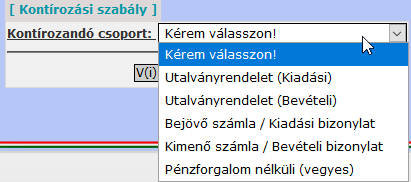 [ Kontírozási szabály ]
Kontírozandó csoport: Kérem válasszon!
Kérem válasszon!
V(i)
Utalványrendelet (Kiadási)
Utalványrendelet (Bevételi)
Bejövő számla / Kiadási bizonylat
Kimenő számla / Bevételi bizonylat
Pénzforgalom nélküli (vegyes)